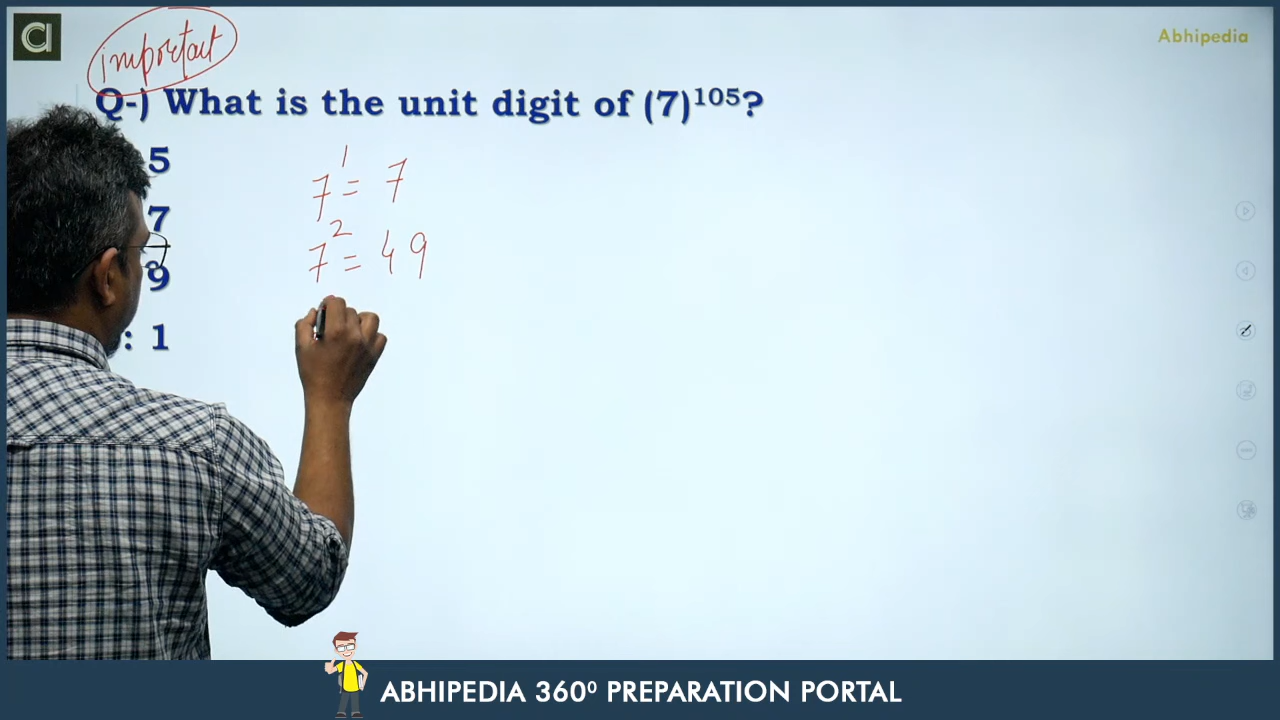 important
Abhipedia
Q-) What is the unit digit of (7)¹⁰⁵?
5
7
9
: 1
7¹ = 7
7² = 49
ABHIPEDIA 360⁰ PREPARATION PORTAL